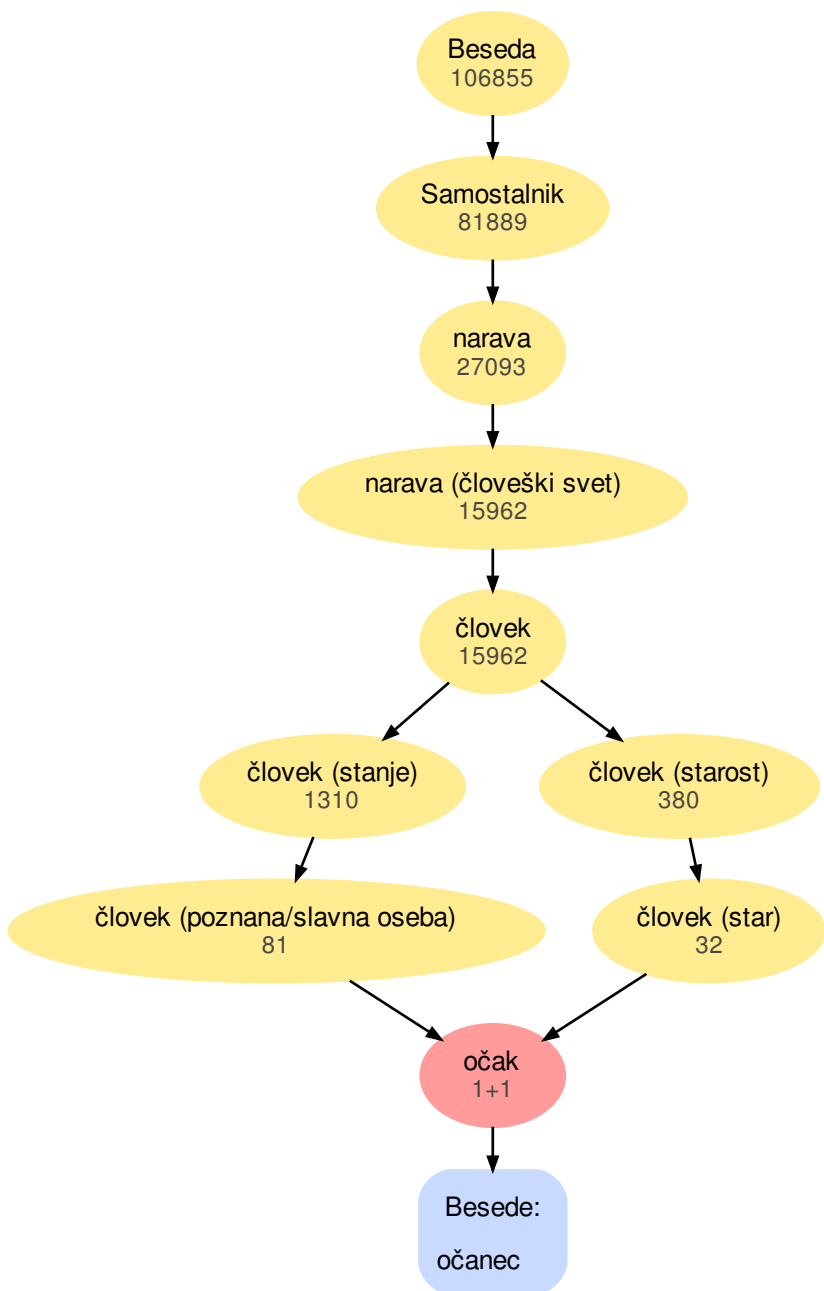 Beseda
106855
Samostalnik
81889
narava
27093
narava (človeški svet)
15962
človek
15962
človek (stanje)
1310
človek (starost)
380
človek (poznana/slavna oseba)
81
človek (star)
32
očak
1+1
Besede:
očanec